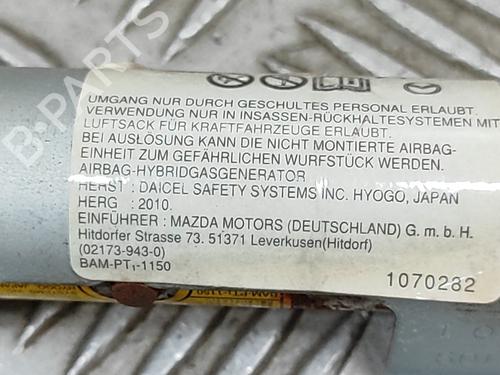 UMGANG NUR DURCH GESCHULTES PERSONAL ERLAUBT.
VERWENDUNG NUR IN INSASSEN-RÜCKHALTESYSTEMEN MIT
LUFTSACK FÜR KRAFTFAHRZEUGE ERLAUBT.
BEI AUSLÖSUNG KANN DIE NICHT MONTIERTE AIRBAG-
EINHEIT ZUM GEFÄHRLICHEN WURFSTÜCK WERDEN.
AIRBAG-HYBRIDGASGENERATOR
HERST : DAICEL SAFETY SYSTEMS INC. HYOGO, JAPAN
HERG : 2010.
EINFÜHRER : MAZDA MOTORS (DEUTSCHLAND) G. m. b. H.
Hitdorfer Strasse 73. 51371 Leverkusen(Hitdorf)
(02173-943-0)
BAM-PT₁-1150
1070282
B-PARTS